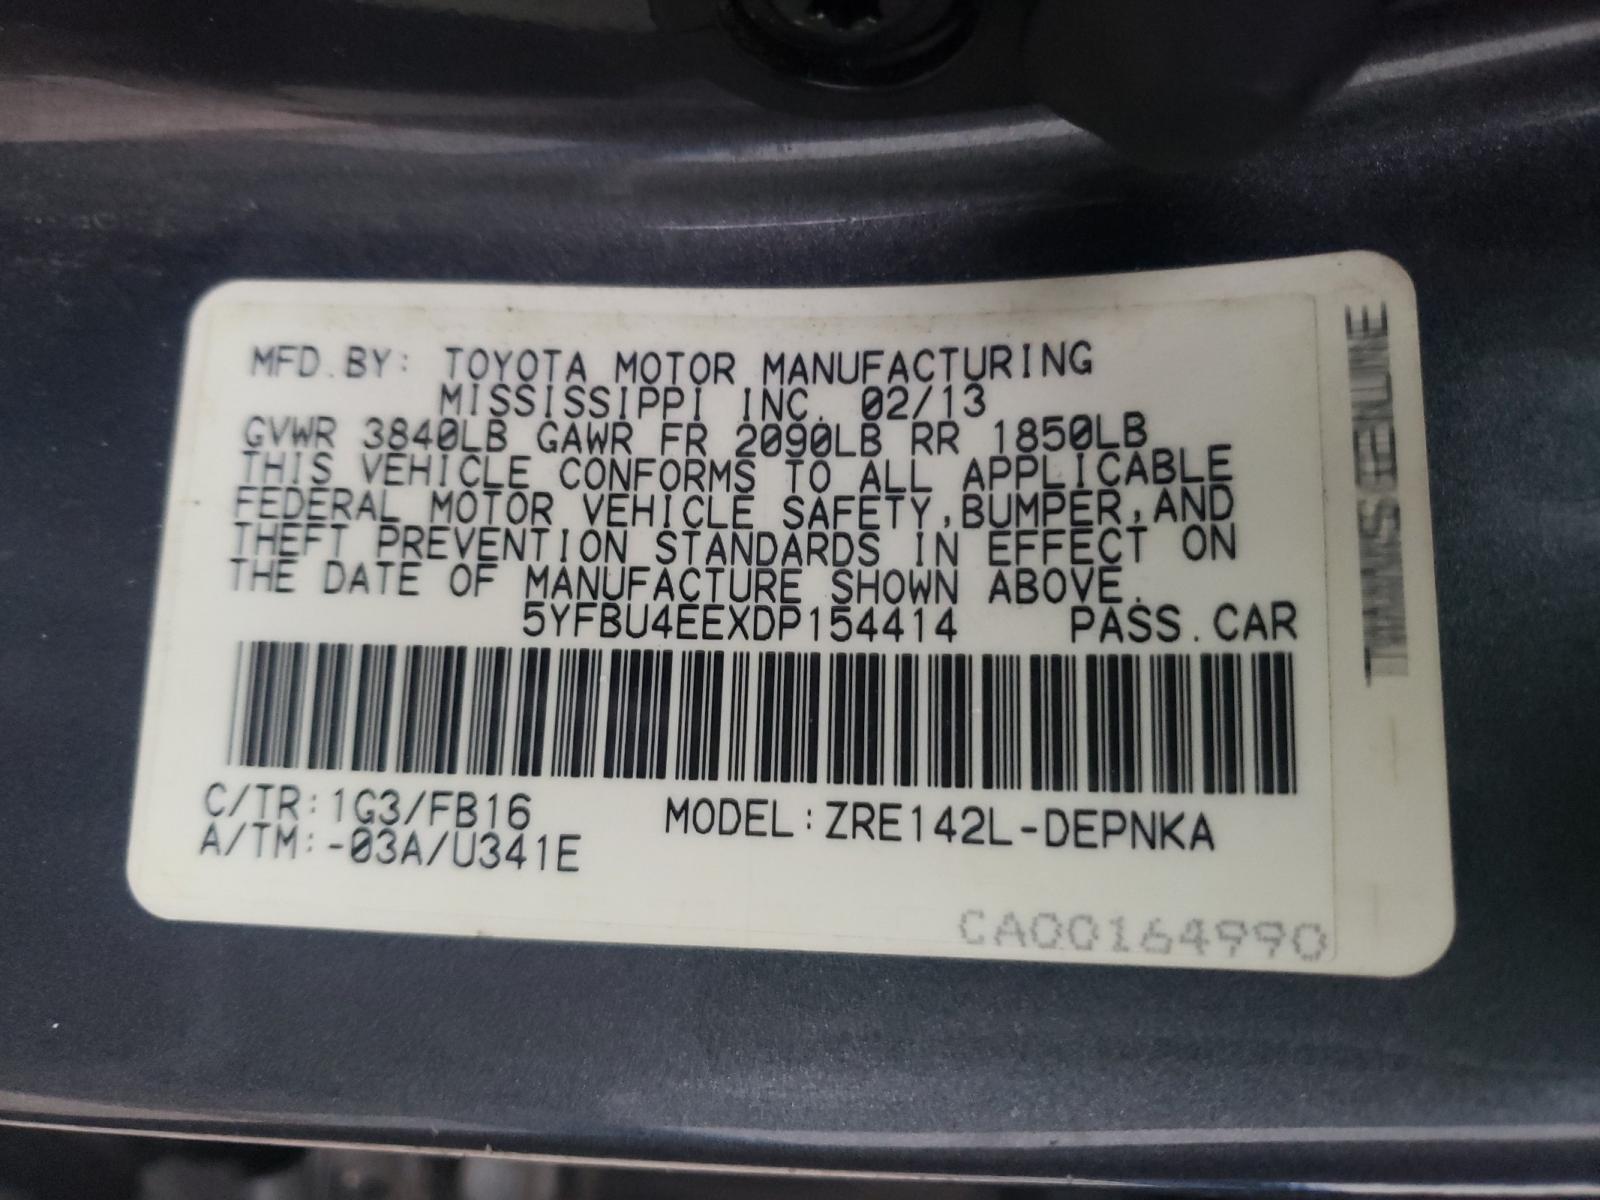 MFD.BY: TOYOTA MOTOR MANUFACTURING
MISSISSIPPI INC. 02/13
GVWR 3840LB GAWR FR 2090LB RR 1850LB
THIS VEHICLE CONFORMS TO ALL APPLICABLE
FEDERAL MOTOR VEHICLE SAFETY,BUMPER,AND
THEFT PREVENTION STANDARDS IN EFFECT ON
THE DATE OF MANUFACTURE SHOWN ABOVE.
5YFBU4EEXDP154414 PASS.CAR
C/TR:1G3/FB16 MODEL:ZRE142L-DEPNKA
A/TM:-03A/U341E
CA00164990